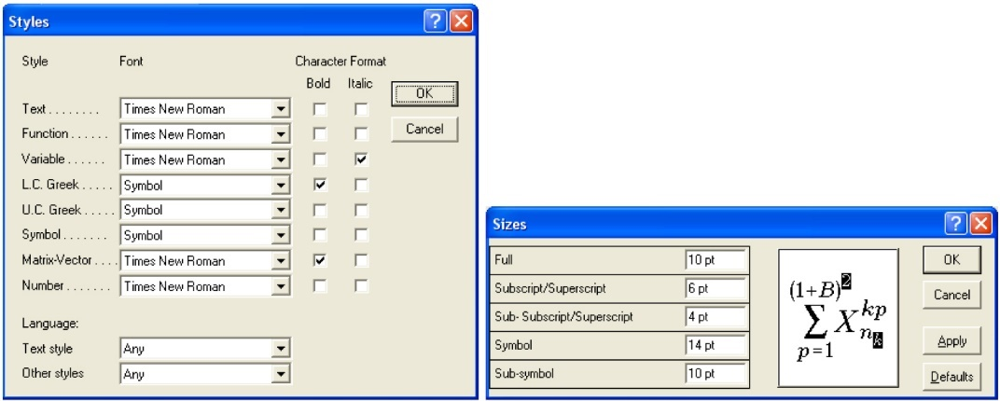 Styles
Style Font Character Format
Bold Italic
OK
Text . . . . . . . . Times New Roman
Function . . . . . . Times New Roman
Cancel
Variable . . . . . . Times New Roman
L.C. Greek . . . . . Symbol
U.C. Greek . . . . . Symbol
Symbol . . . . . . . Symbol
Matrix-Vector . . . . Times New Roman
Number . . . . . . . Times New Roman
Language:
Text style Any
Other styles Any
Sizes
Full 10 pt
OK
Subscript/Superscript 6 pt
Cancel
Sub- Subscript/Superscript 4 pt
Symbol 14 pt
Apply
Sub-symbol 10 pt
Defaults
(1+B)2
∑ X kp
n k
p=1